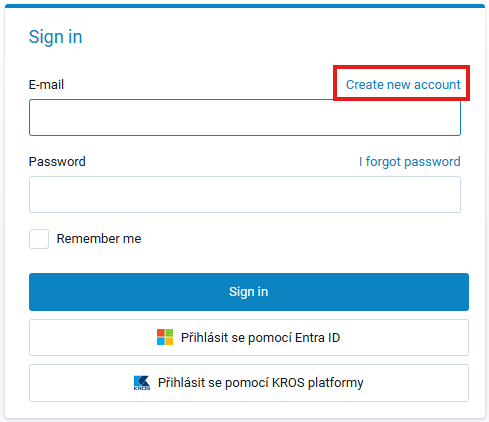 Sign in
E-mail Create new account
Password I forgot password
Remember me
Sign in
Přihlásit se pomocí Entra ID
KROS Přihlásit se pomocí KROS platformy